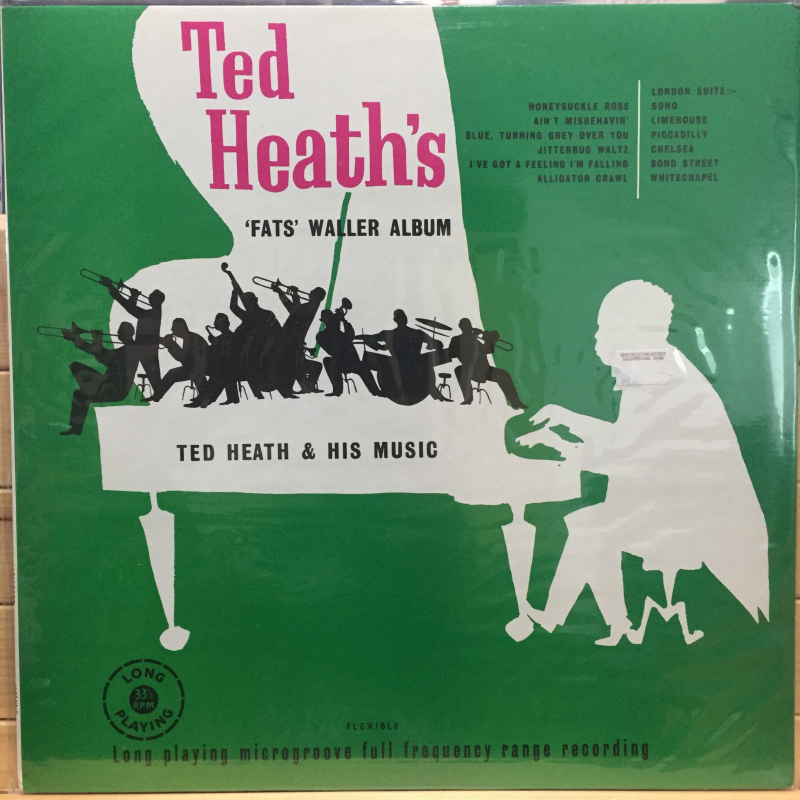 Ted
Heath's
'FATS' WALLER ALBUM
HONEYSUCKLE ROSE
AIN'T MISBEHAVIN'
BLUE, TURNING GREY OVER YOU
JITTERBUG WALTZ
I'VE GOT A FEELING I'M FALLING
ALLIGATOR CRAWL
LONDON SUITE:-
SOHO
LIMEHOUSE
PICCADILLY
CHELSEA
BOND STREET
WHITECHAPEL
TED HEATH & HIS MUSIC
LONG
33⅓
RPM
PLAYING
FLEXIBLE
Long playing microgroove full frequency range recording